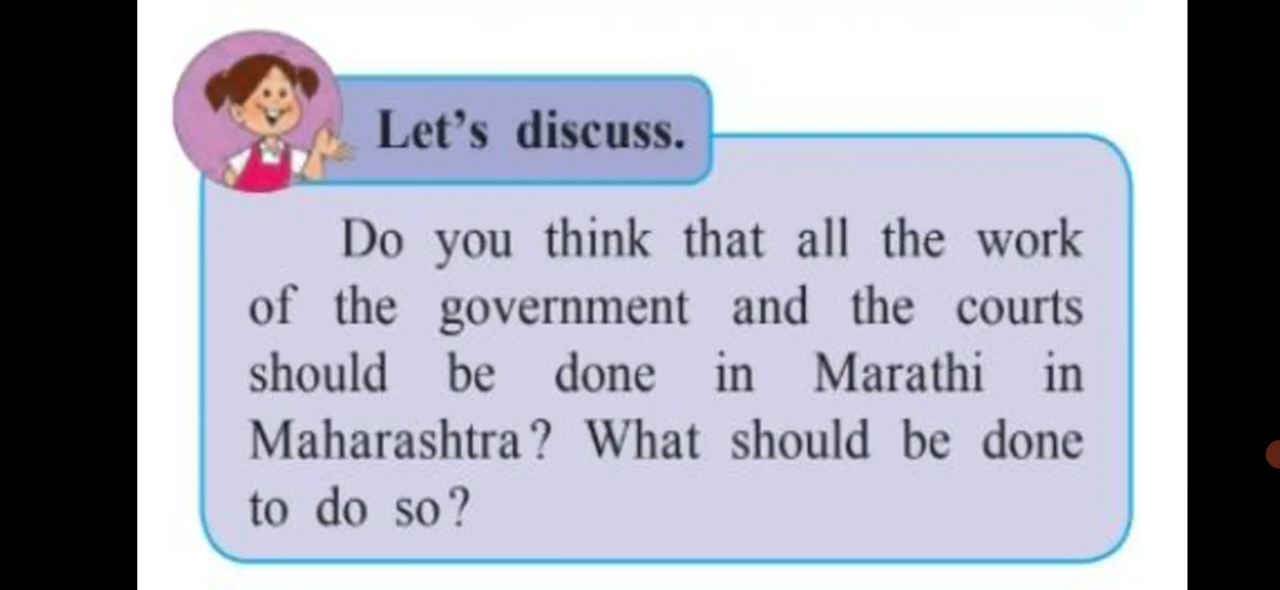 Let's discuss.
Do you think that all the work
of the government and the courts
should be done in Marathi in
Maharashtra? What should be done
to do so?